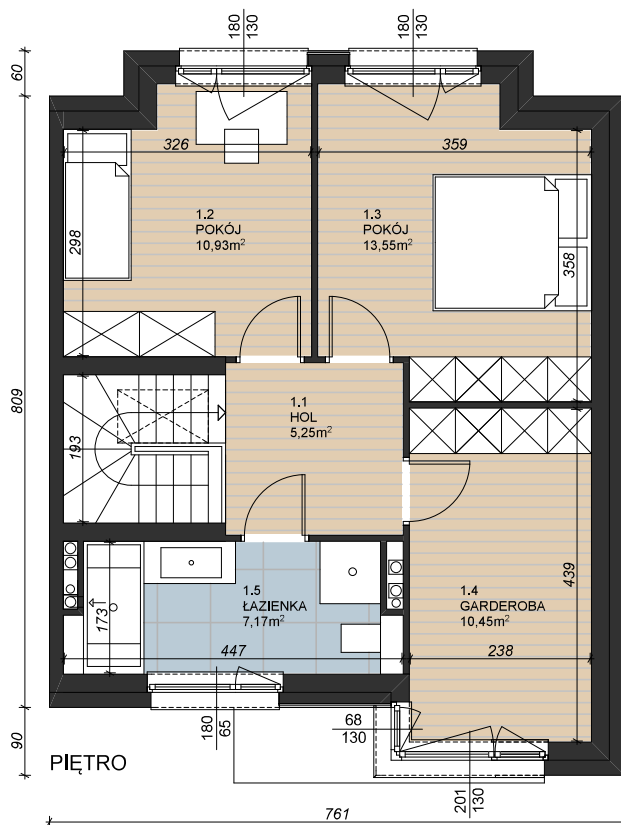 180
130
180
130
60
326
359
1.2
POKÓJ
10,93m²
1.3
POKÓJ
13,55m²
298
358
809
1.1
HOL
5,25m²
193
439
1.5
ŁAZIENKA
7,17m²
1.4
GARDEROBA
10,45m²
173
447
238
180
65
68
130
90
PIĘTRO
201
130
761